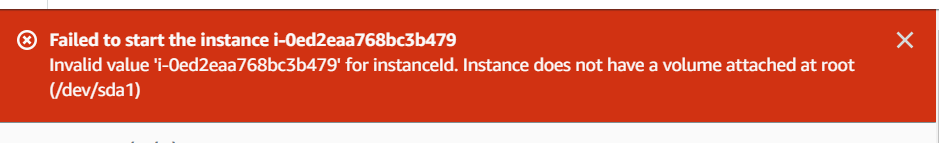 Failed to start the instance i-0ed2eaa768bc3b479
Invalid value 'i-0ed2eaa768bc3b479' for instanceId. Instance does not have a volume attached at root
(/dev/sda1)